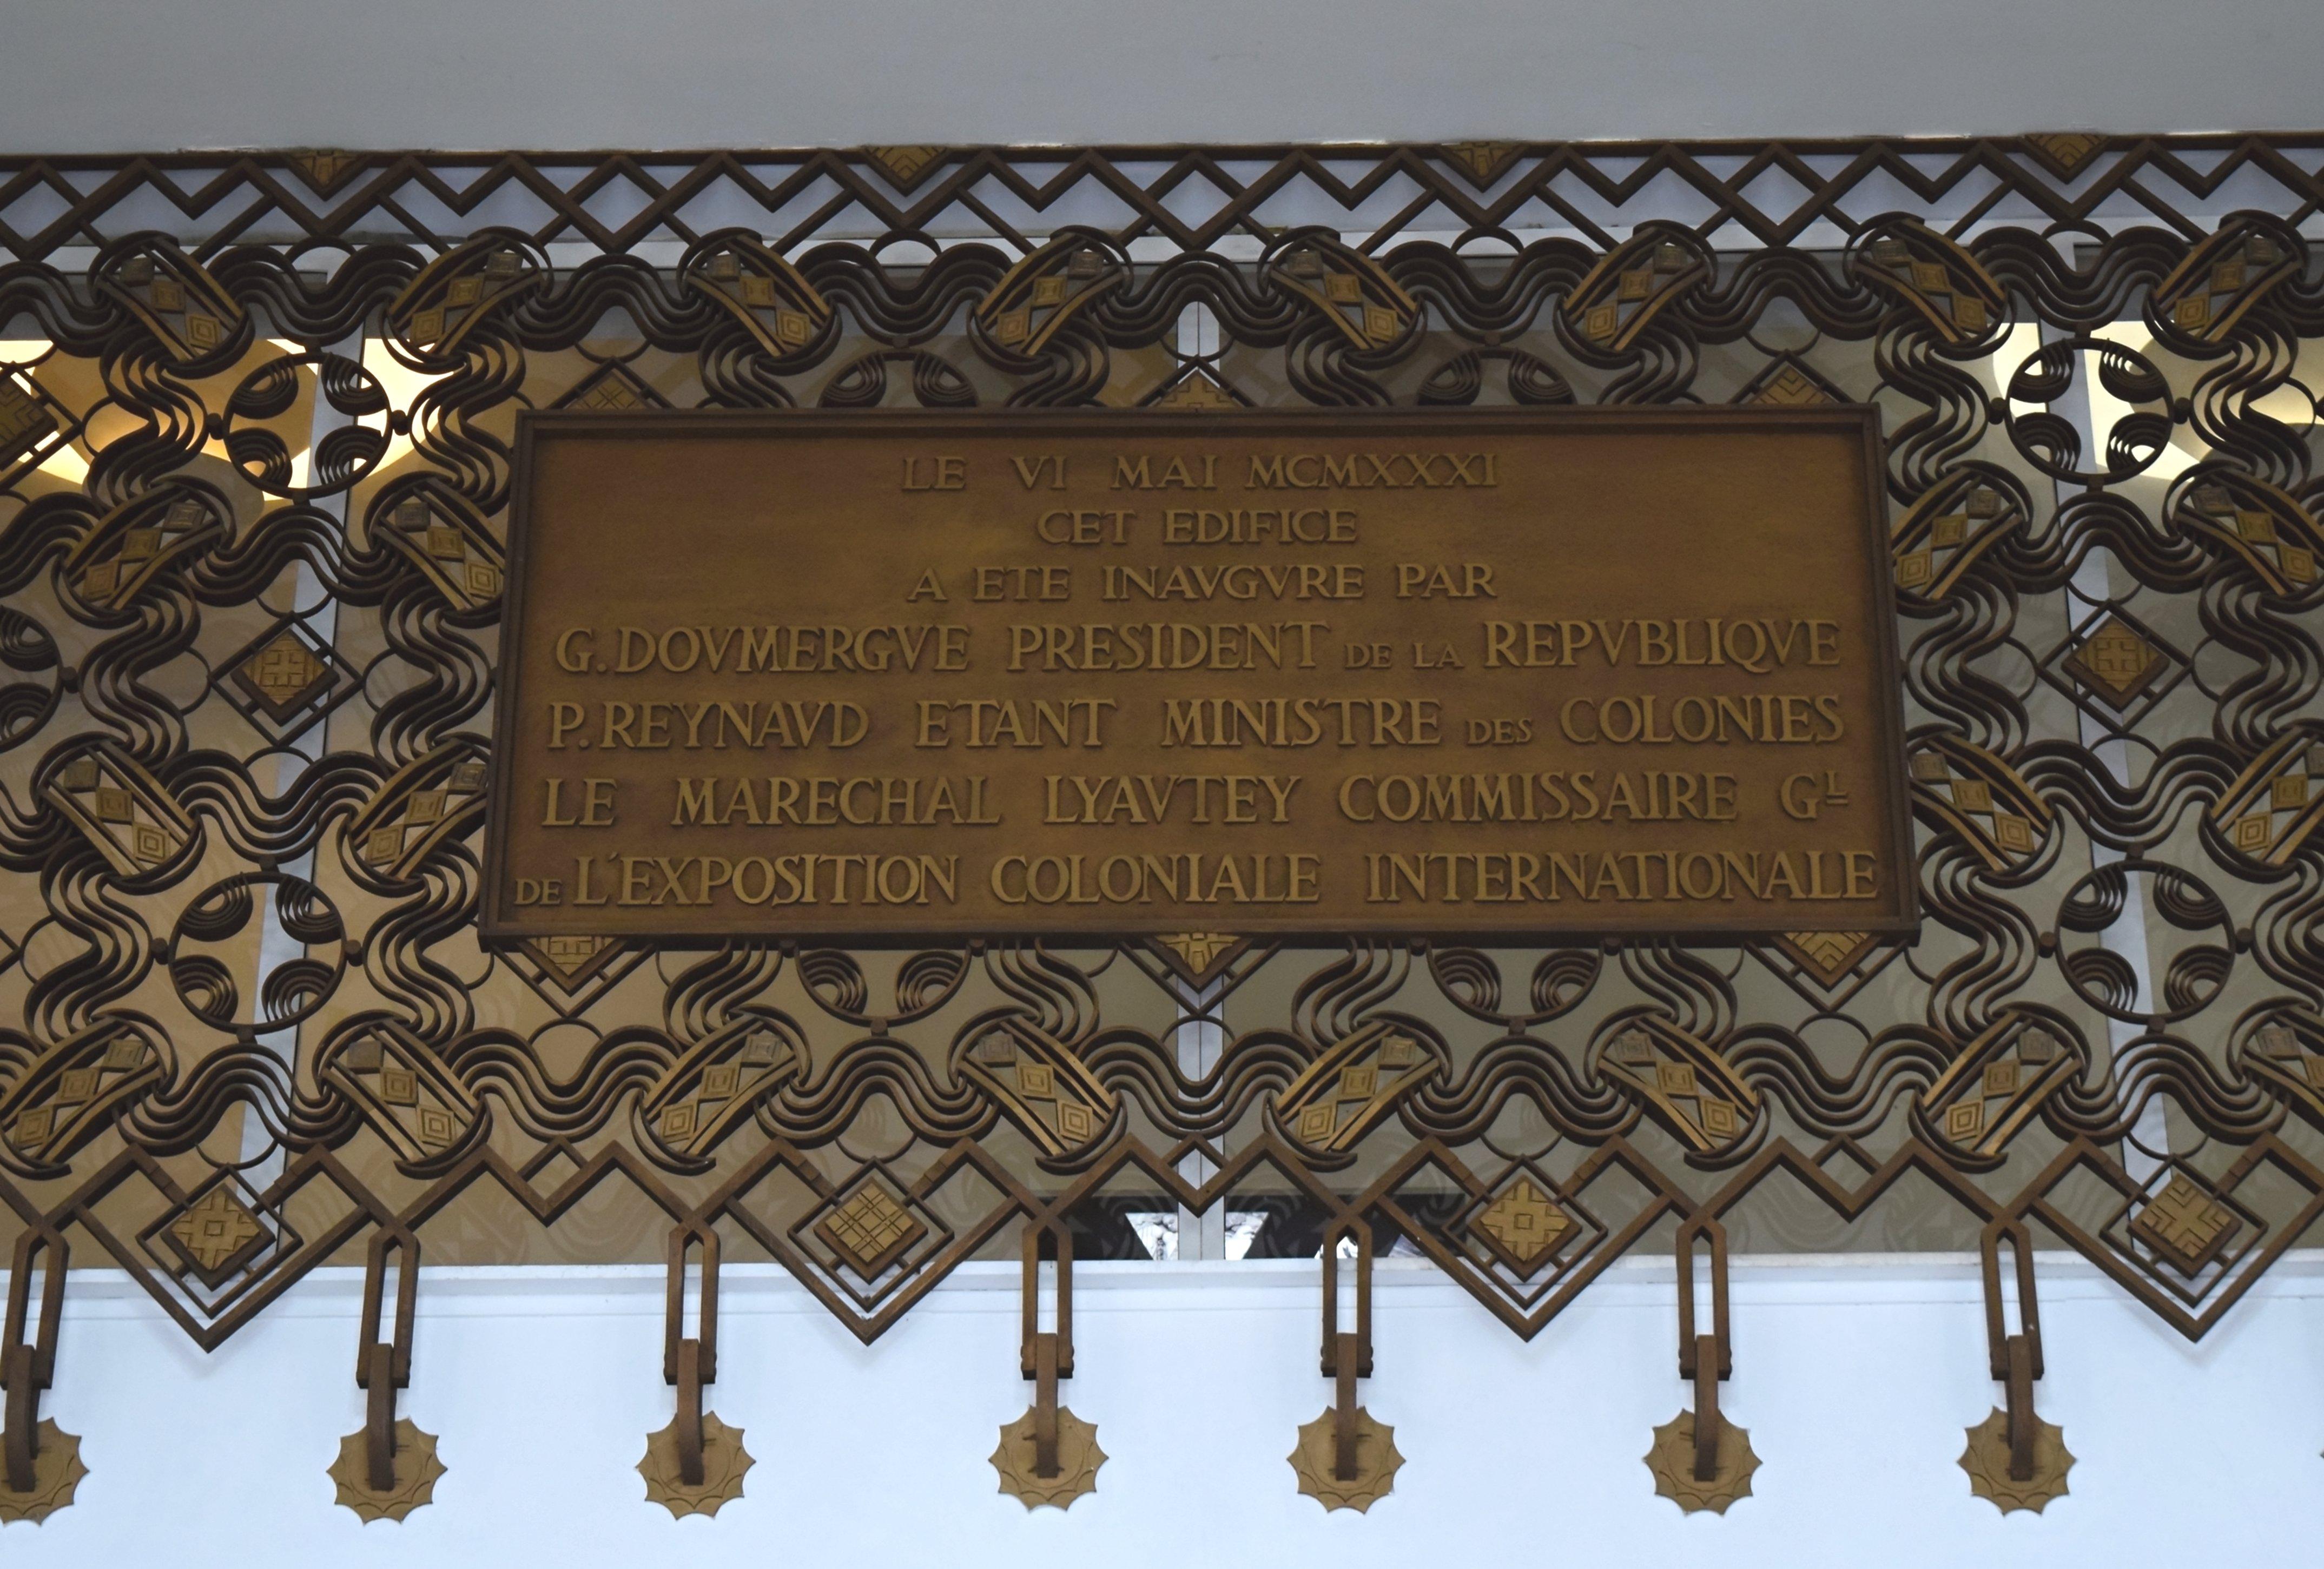 LE VI MAI MCMXXXI
CET EDIFICE
A ETE INAVGVRE PAR
G. DOVMERGVE PRESIDENT DE LA REPVBLIQVE
P. REYNAVD ETANT MINISTRE DES COLONIES
LE MARECHAL LYAVTEY COMMISSAIRE GL
DE L'EXPOSITION COLONIALE INTERNATIONALE